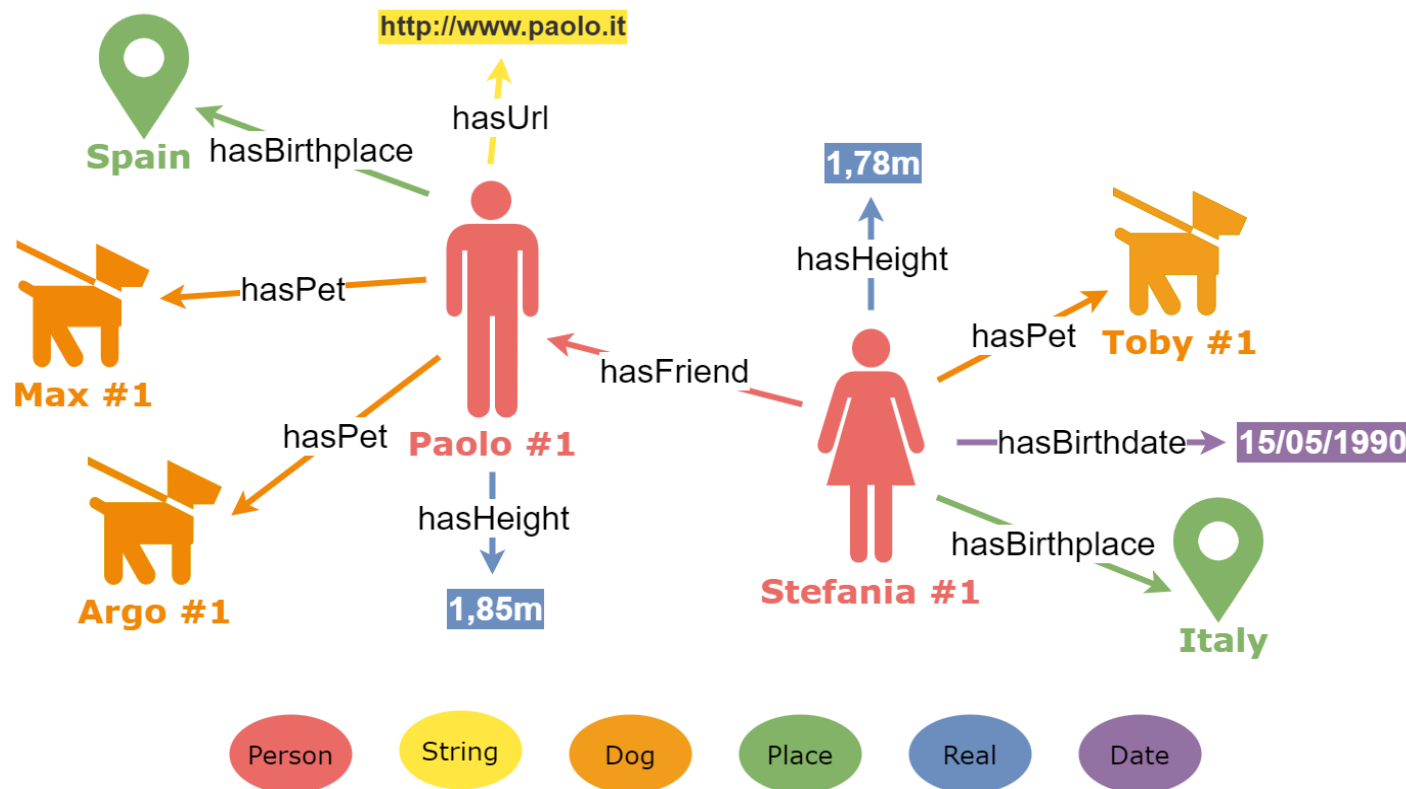 http://www.paolo.it
hasUrl
Spain
hasBirthplace
1,78m
hasHeight
hasPet
Max #1
hasPet
Toby #1
hasFriend
hasPet
Paolo #1
hasBirthdate
15/05/1990
hasHeight
hasBirthplace
Argo #1
1,85m
Stefania #1
Italy
Person
String
Dog
Place
Real
Date